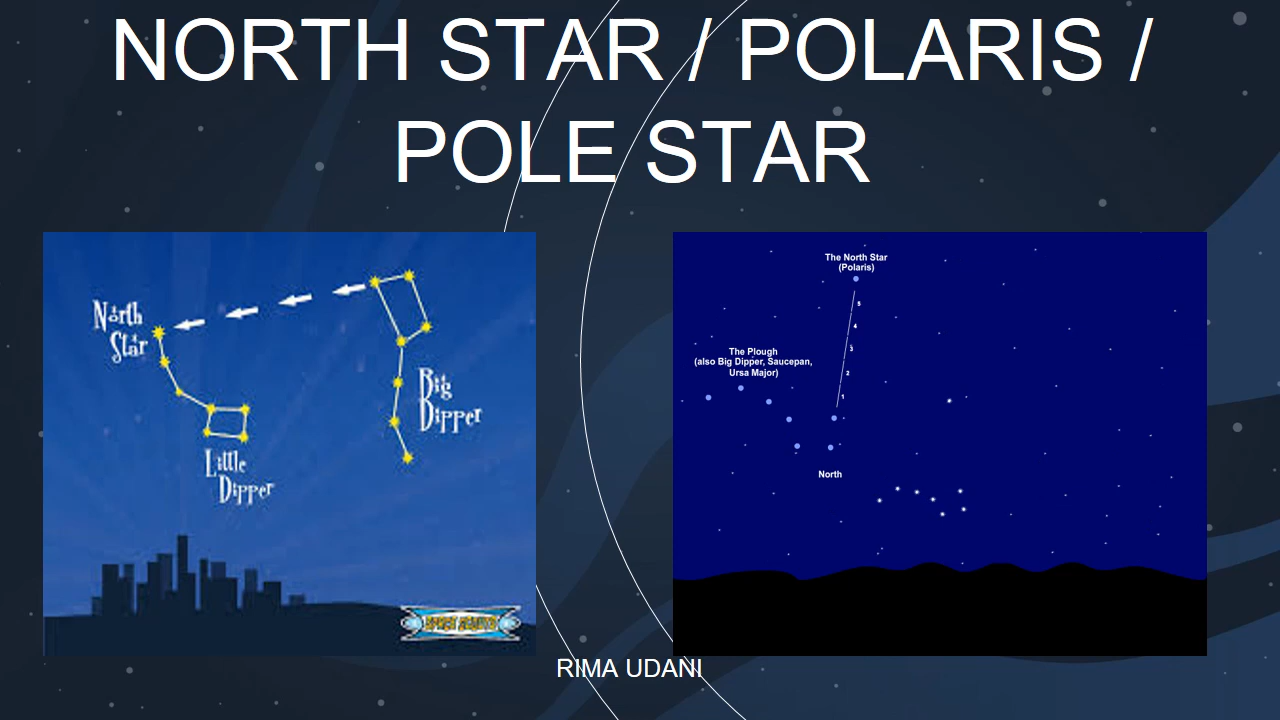 NORTH STAR / POLARIS /
POLE STAR
North
Star
Big
Dipper
Little
Dipper
The North Star
(Polaris)
5
4
3
2
1
The Plough
(also Big Dipper, Saucepan,
Ursa Major)
North
RIMA UDANI